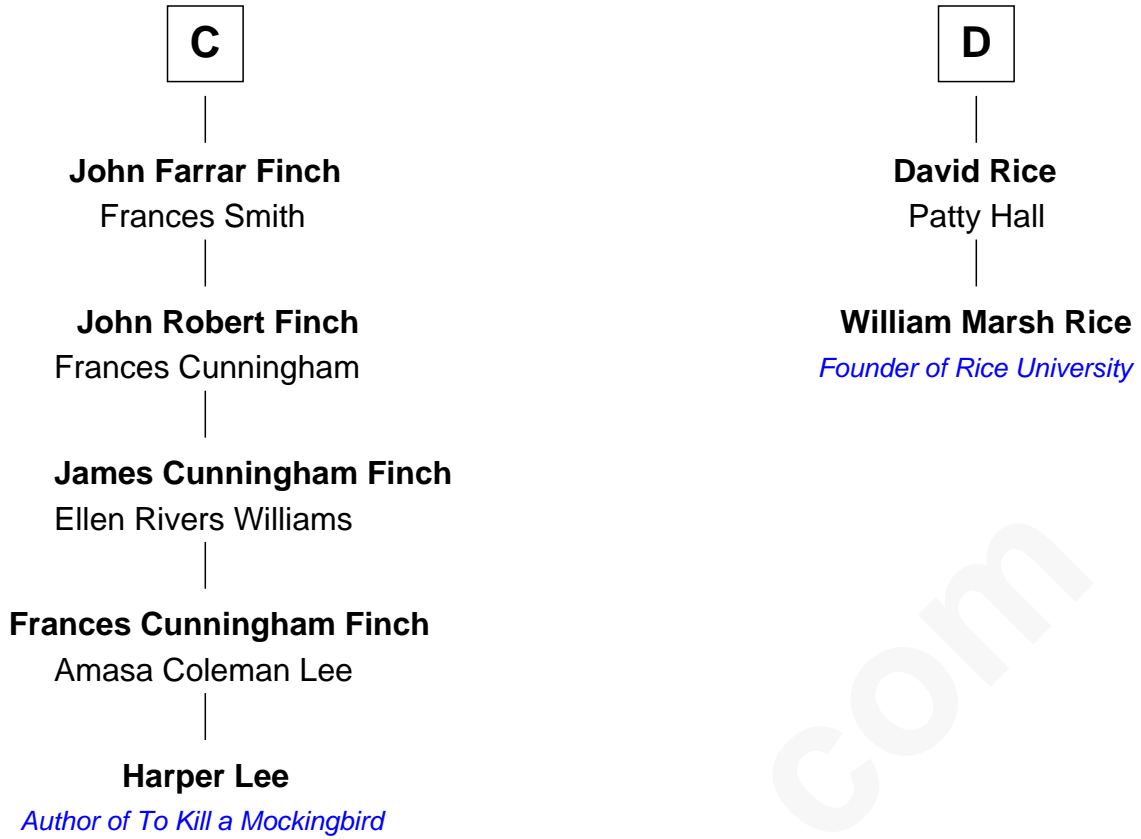 C
John Farrar Finch
Frances Smith
John Robert Finch
Frances Cunningham
James Cunningham Finch
Ellen Rivers Williams
Frances Cunningham Finch
Amasa Coleman Lee
Harper Lee
Author of To Kill a Mockingbird
D
David Rice
Patty Hall
William Marsh Rice
Founder of Rice University
com